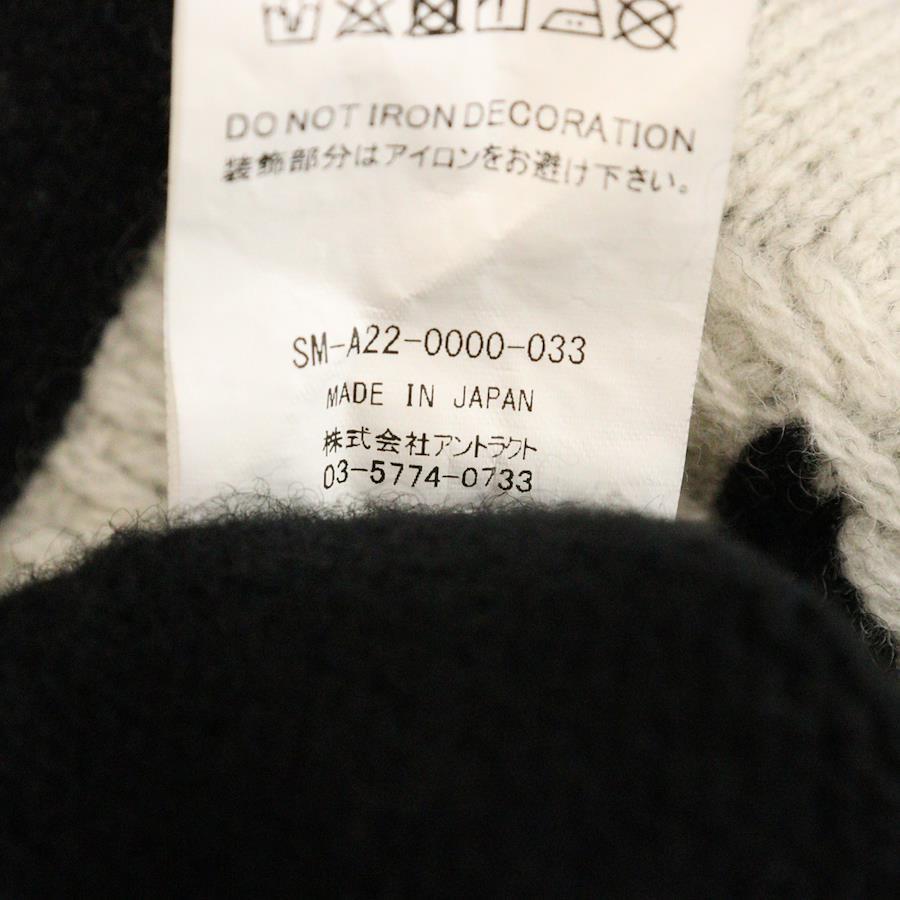 DO NOT IRON DECORATION
装飾部分はアイロンをお避け下さい。
SM-A22-0000-033
MADE IN JAPAN
株式会社アントラクト
03-5774-0733